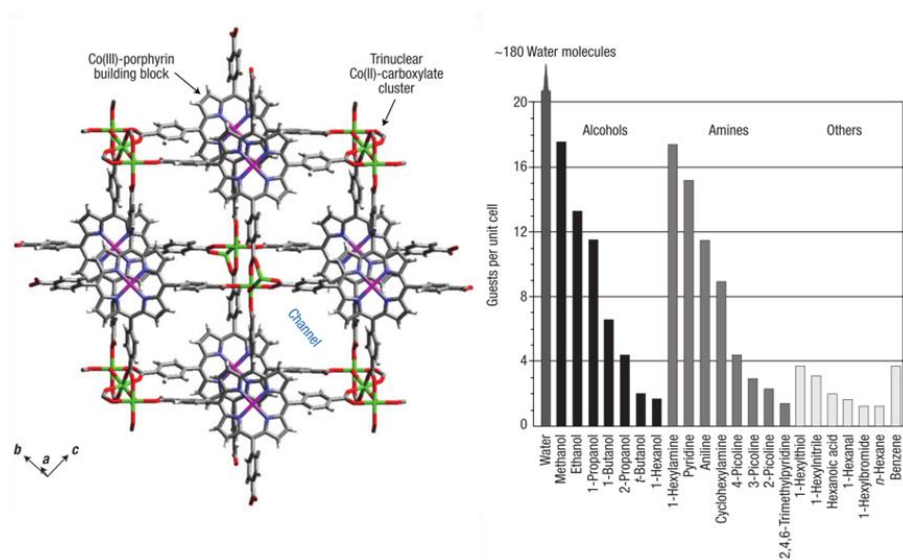 Co(III)-porphyrin
building block
Trinuclear
Co(II)-carboxylate
cluster
Channel
b
a
c
~180 Water molecules
Guests per unit cell
20
16
12
8
4
0
Alcohols
Amines
Others
Water
Methanol
Ethanol
1-Propanol
1-Butanol
2-Propanol
t-Butanol
1-Hexanol
1-Hexylamine
Pyridine
Aniline
Cyclohexylamine
4-Picoline
3-Picoline
2-Picoline
2,4,6-Trimethylpyridine
1-Hexylthiol
1-Hexylnitrile
Hexanoic acid
1-Hexanal
1-Hexylbromide
n-Hexane
Benzene